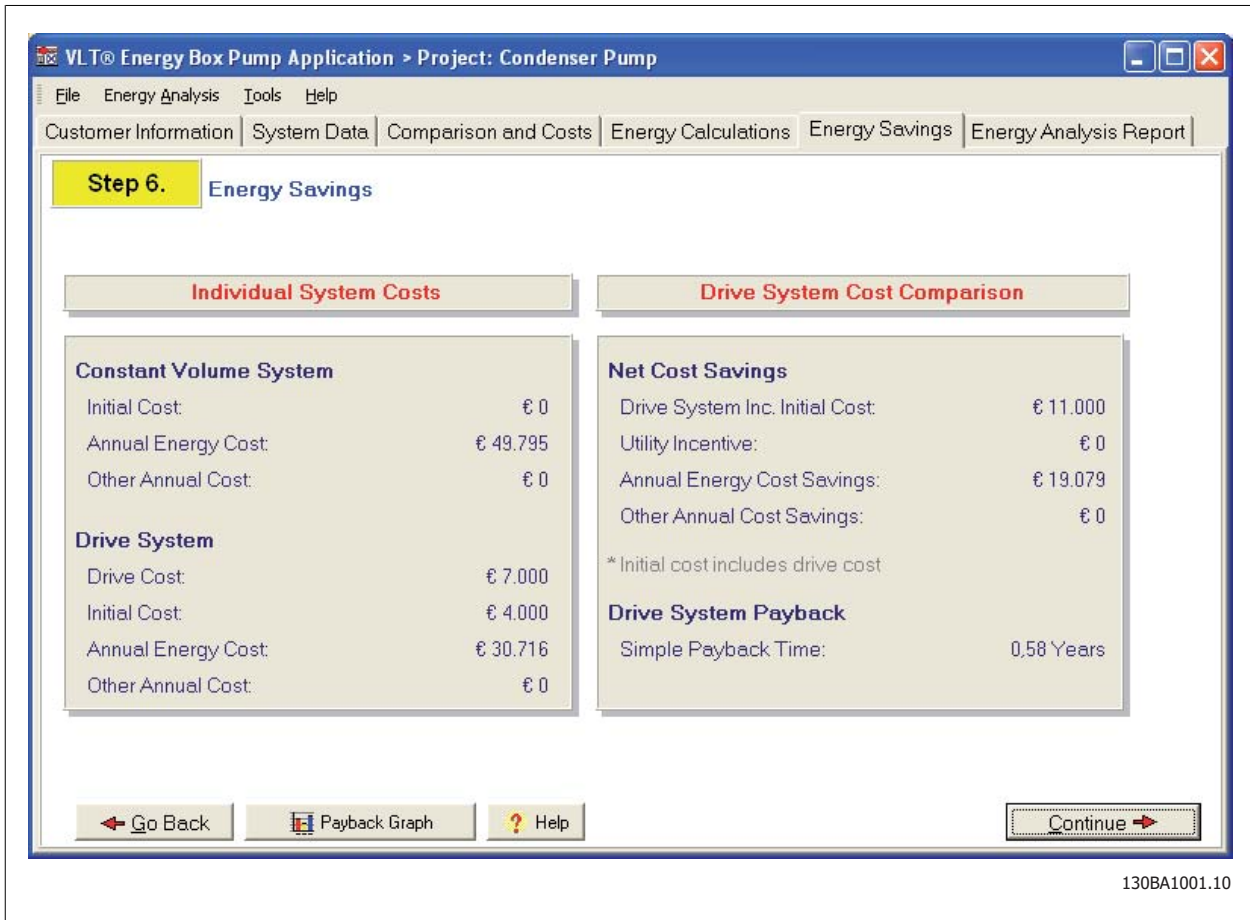 VLT® Energy Box Pump Application > Project: Condenser Pump
File Energy Analysis Tools Help
Customer Information System Data Comparison and Costs Energy Calculations Energy Savings Energy Analysis Report
Step 6. Energy Savings
Individual System Costs
Constant Volume System
Initial Cost: € 0
Annual Energy Cost: € 49.795
Other Annual Cost: € 0
Drive System
Drive Cost: € 7.000
Initial Cost: € 4.000
Annual Energy Cost: € 30.716
Other Annual Cost: € 0
Drive System Cost Comparison
Net Cost Savings
Drive System Inc. Initial Cost: € 11.000
Utility Incentive: € 0
Annual Energy Cost Savings: € 19.079
Other Annual Cost Savings: € 0
* Initial cost includes drive cost
Drive System Payback
Simple Payback Time: 0,58 Years
Go Back Payback Graph ? Help Continue
130BA1001.10